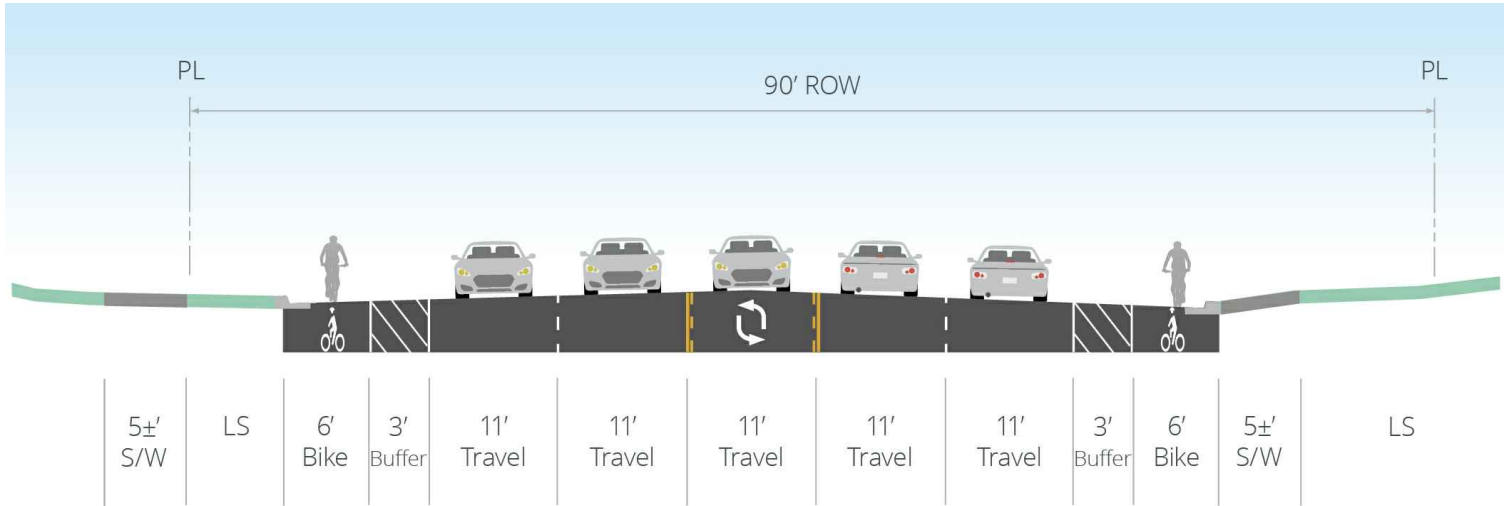 PL
90’ ROW
PL
5±’
S/W
LS
6’
Bike
3’
Buffer
11’
Travel
11’
Travel
11’
Travel
11’
Travel
11’
Travel
3’
Buffer
6’
Bike
5±’
S/W
LS